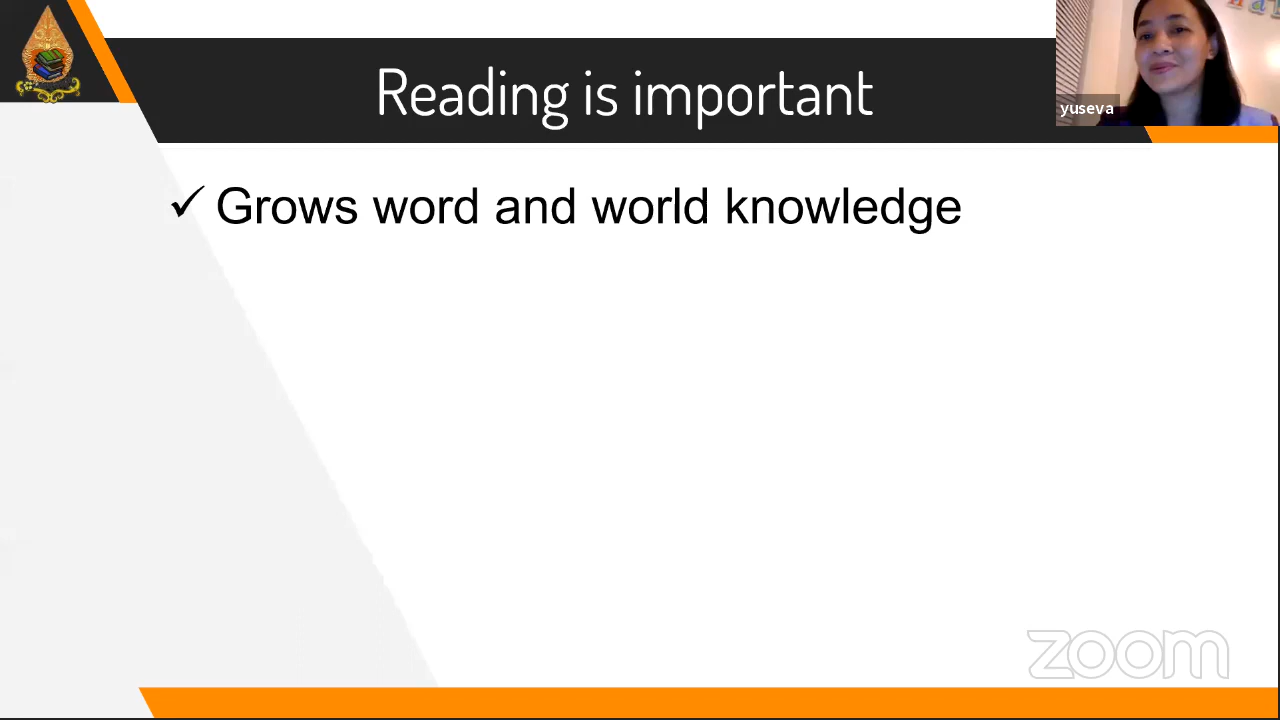 Reading is important
yuseva
✓ Grows word and world knowledge
zoom